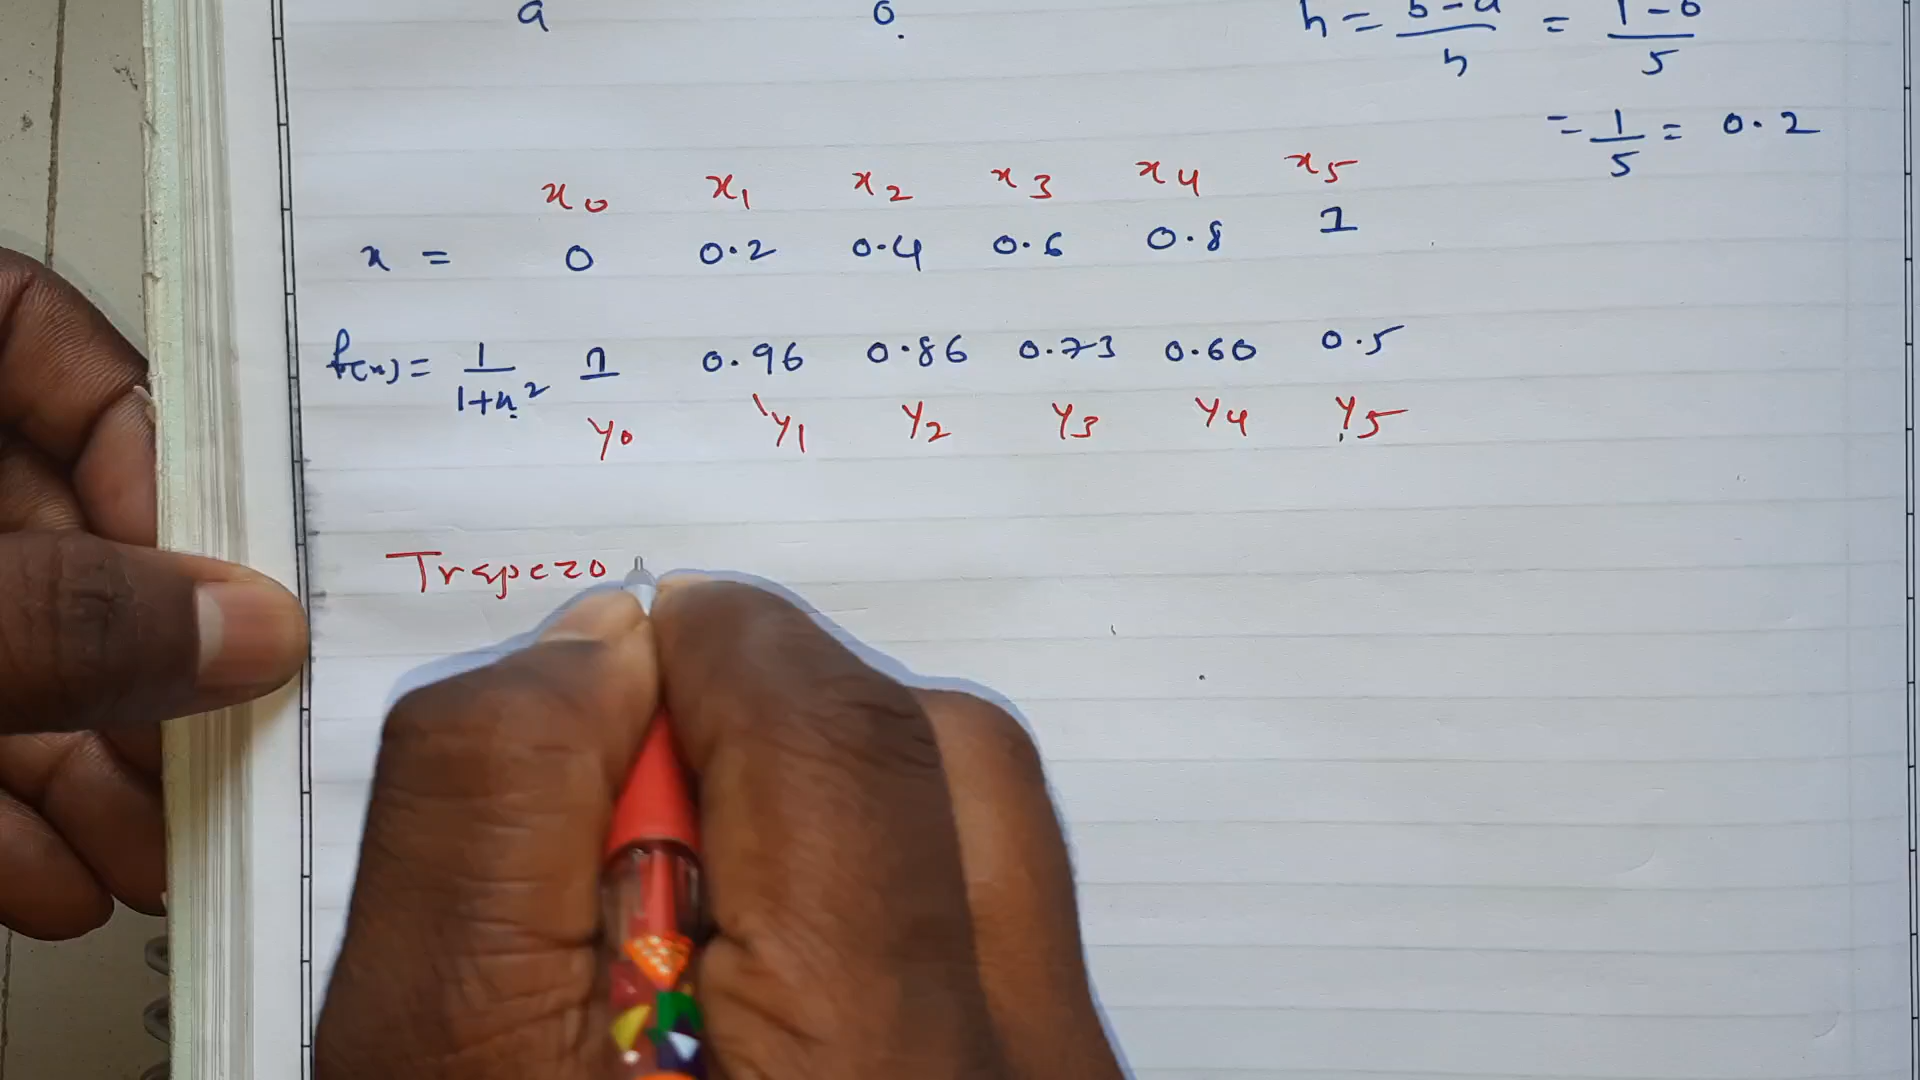 a b h = b-a/n = 1-0/5
= 1/5 = 0.2
x0 x1 x2 x3 x4 x5
x = 0 0.2 0.4 0.6 0.8 1
f(x) = 1/1+x² 1 0.96 0.86 0.73 0.60 0.5
y0 y1 y2 y3 y4 y5
Trapezo